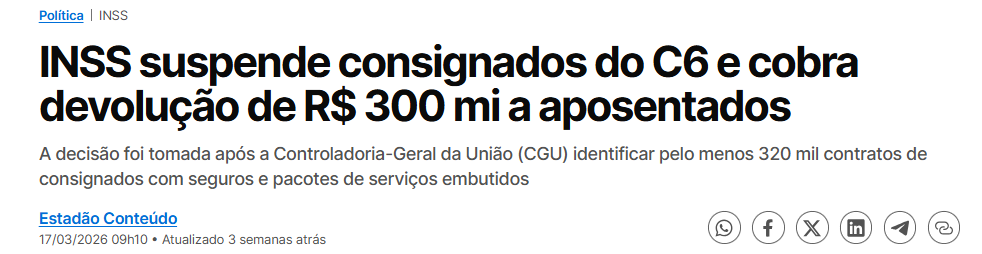 Política | INSS
INSS suspende consignados do C6 e cobra
devolução de R$ 300 mi a aposentados
A decisão foi tomada após a Controladoria-Geral da União (CGU) identificar pelo menos 320 mil contratos de
consignados com seguros e pacotes de serviços embutidos
Estadão Conteúdo
17/03/2026 09h10 • Atualizado 3 semanas atrás